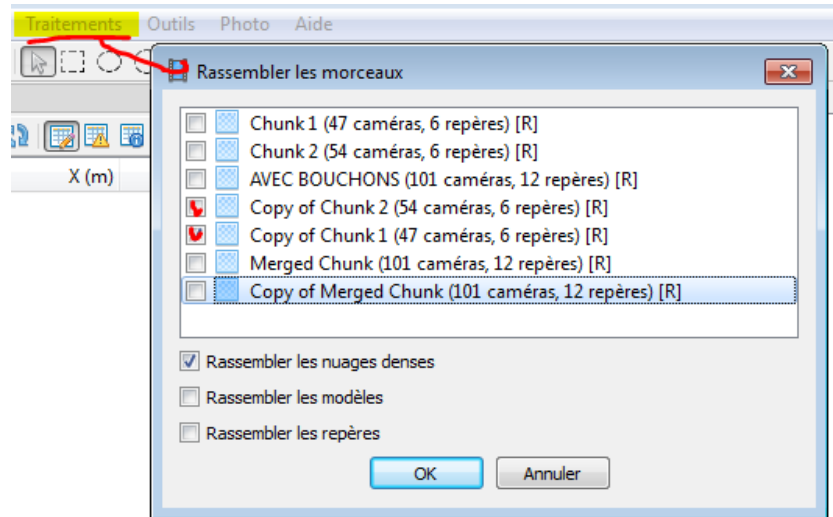 Traitements Outils Photo Aide
Rassembler les morceaux
Chunk 1 (47 caméras, 6 repères) [R]
Chunk 2 (54 caméras, 6 repères) [R]
X (m)
AVEC BOUCHONS (101 caméras, 12 repères) [R]
Copy of Chunk 2 (54 caméras, 6 repères) [R]
Copy of Chunk 1 (47 caméras, 6 repères) [R]
Merged Chunk (101 caméras, 12 repères) [R]
Copy of Merged Chunk (101 caméras, 12 repères) [R]
Rassembler les nuages denses
Rassembler les modèles
Rassembler les repères
OK Annuler